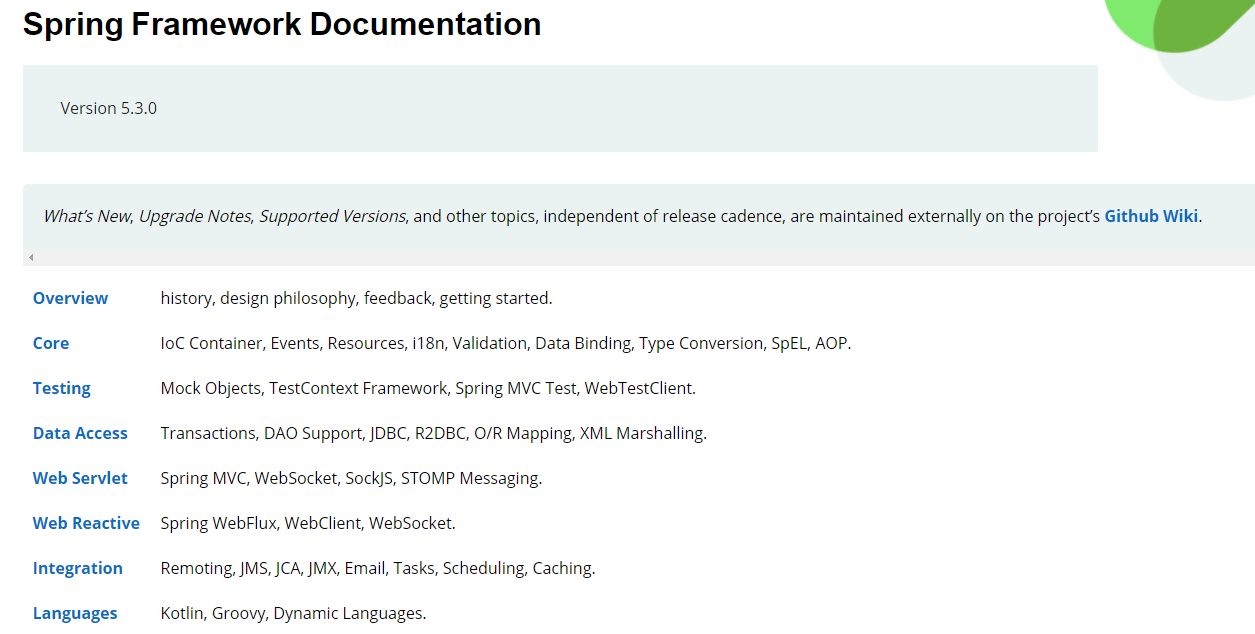 Spring Framework Documentation
Version 5.3.0
What’s New, Upgrade Notes, Supported Versions, and other topics, independent of release cadence, are maintained externally on the project’s Github Wiki.
Overview history, design philosophy, feedback, getting started.
Core IoC Container, Events, Resources, i18n, Validation, Data Binding, Type Conversion, SpEL, AOP.
Testing Mock Objects, TestContext Framework, Spring MVC Test, WebTestClient.
Data Access Transactions, DAO Support, JDBC, R2DBC, O/R Mapping, XML Marshalling.
Web Servlet Spring MVC, WebSocket, SockJS, STOMP Messaging.
Web Reactive Spring WebFlux, WebClient, WebSocket.
Integration Remoting, JMS, JCA, JMX, Email, Tasks, Scheduling, Caching.
Languages Kotlin, Groovy, Dynamic Languages.